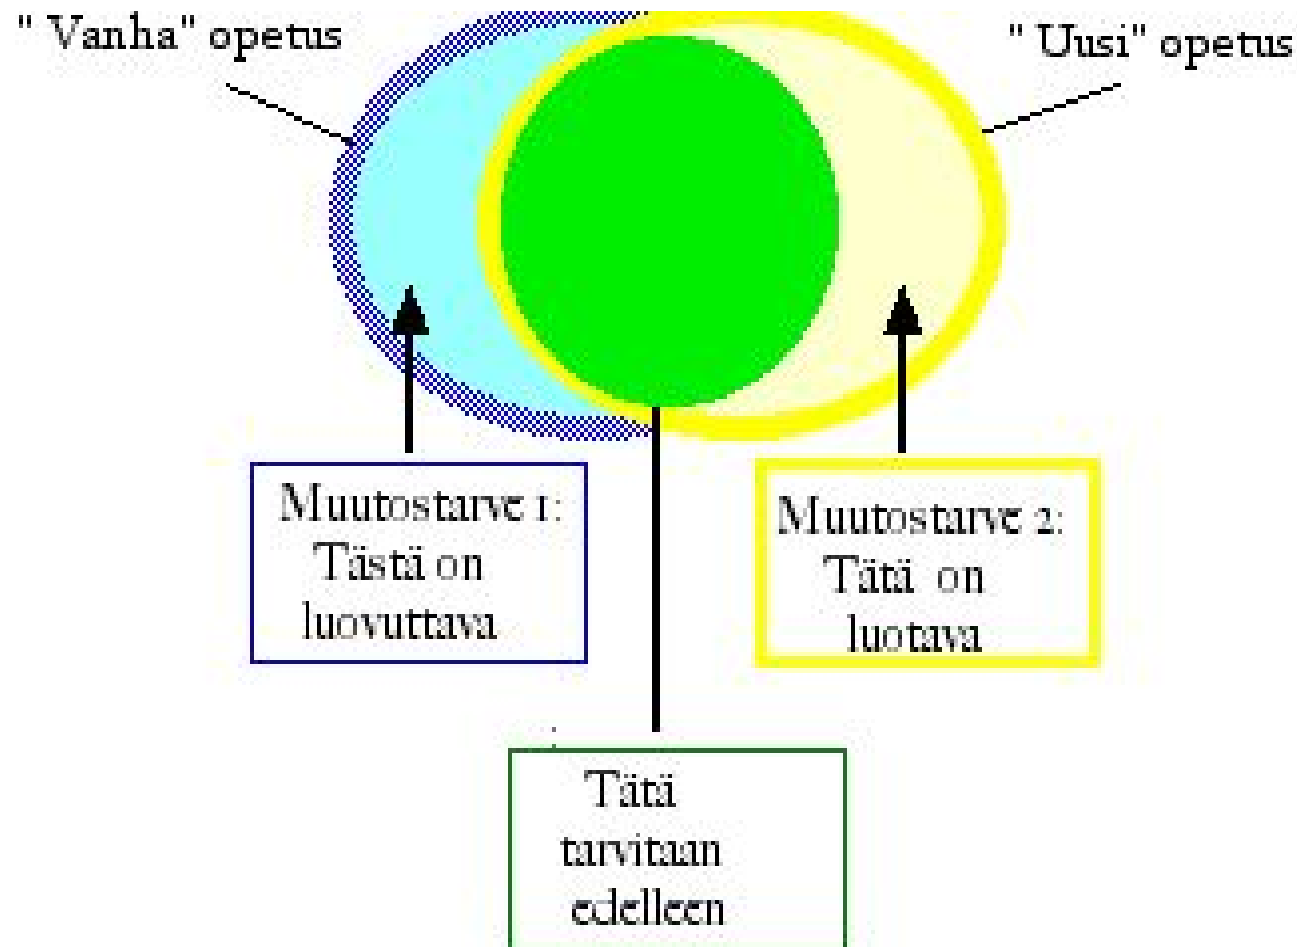 " Vanha" opetus
" Uusi" opetus
Muutostarve 1:
Tästä on
luovuttava
Muutostarve 2:
Tätä on
luotava
Tätä
tarvitaan
edelleen